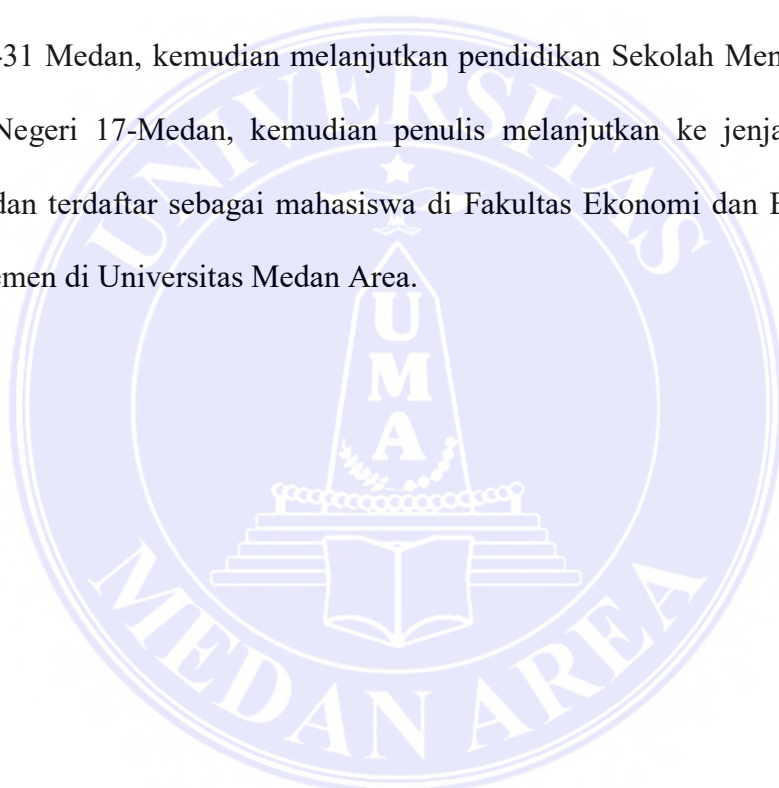 -31 Medan, kemudian melanjutkan pendidikan Sekolah Men
Negeri 17-Medan, kemudian penulis melanjutkan ke jenja
dan terdaftar sebagai mahasiswa di Fakultas Ekonomi dan
emen di Universitas Medan Area.
UNIVERSITAS
UMA
MEDAN AREA